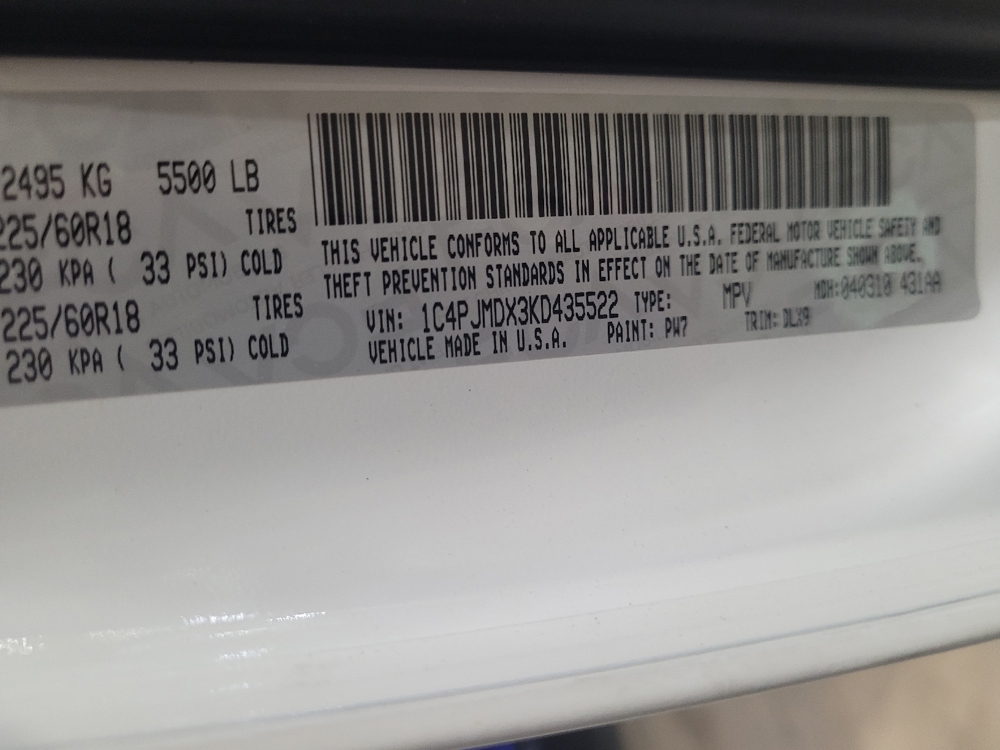 2495 KG 5500 LB
225/60R18 TIRES
230 KPA ( 33 PSI) COLD
225/60R18 TIRES
230 KPA ( 33 PSI) COLD
THIS VEHICLE CONFORMS TO ALL APPLICABLE U.S.A. FEDERAL MOTOR VEHICLE SAFETY AND
THEFT PREVENTION STANDARDS IN EFFECT ON THE DATE OF MANUFACTURE SHOWN ABOVE.
VIN: 1C4PJMDX3KD435522 TYPE: MPV MDH:040310 431AA
VEHICLE MADE IN U.S.A. PAINT: PW7 TRIM: DLX9